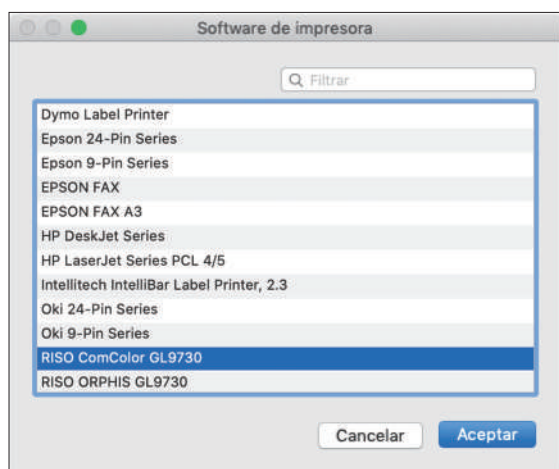 Software de impresora
Filtrar
Dymo Label Printer
Epson 24-Pin Series
Epson 9-Pin Series
EPSON FAX
EPSON FAX A3
HP DeskJet Series
HP LaserJet Series PCL 4/5
Intellitech IntelliBar Label Printer, 2.3
Oki 24-Pin Series
Oki 9-Pin Series
RISO ComColor GL9730
RISO ORPHIS GL9730
Cancelar
Aceptar